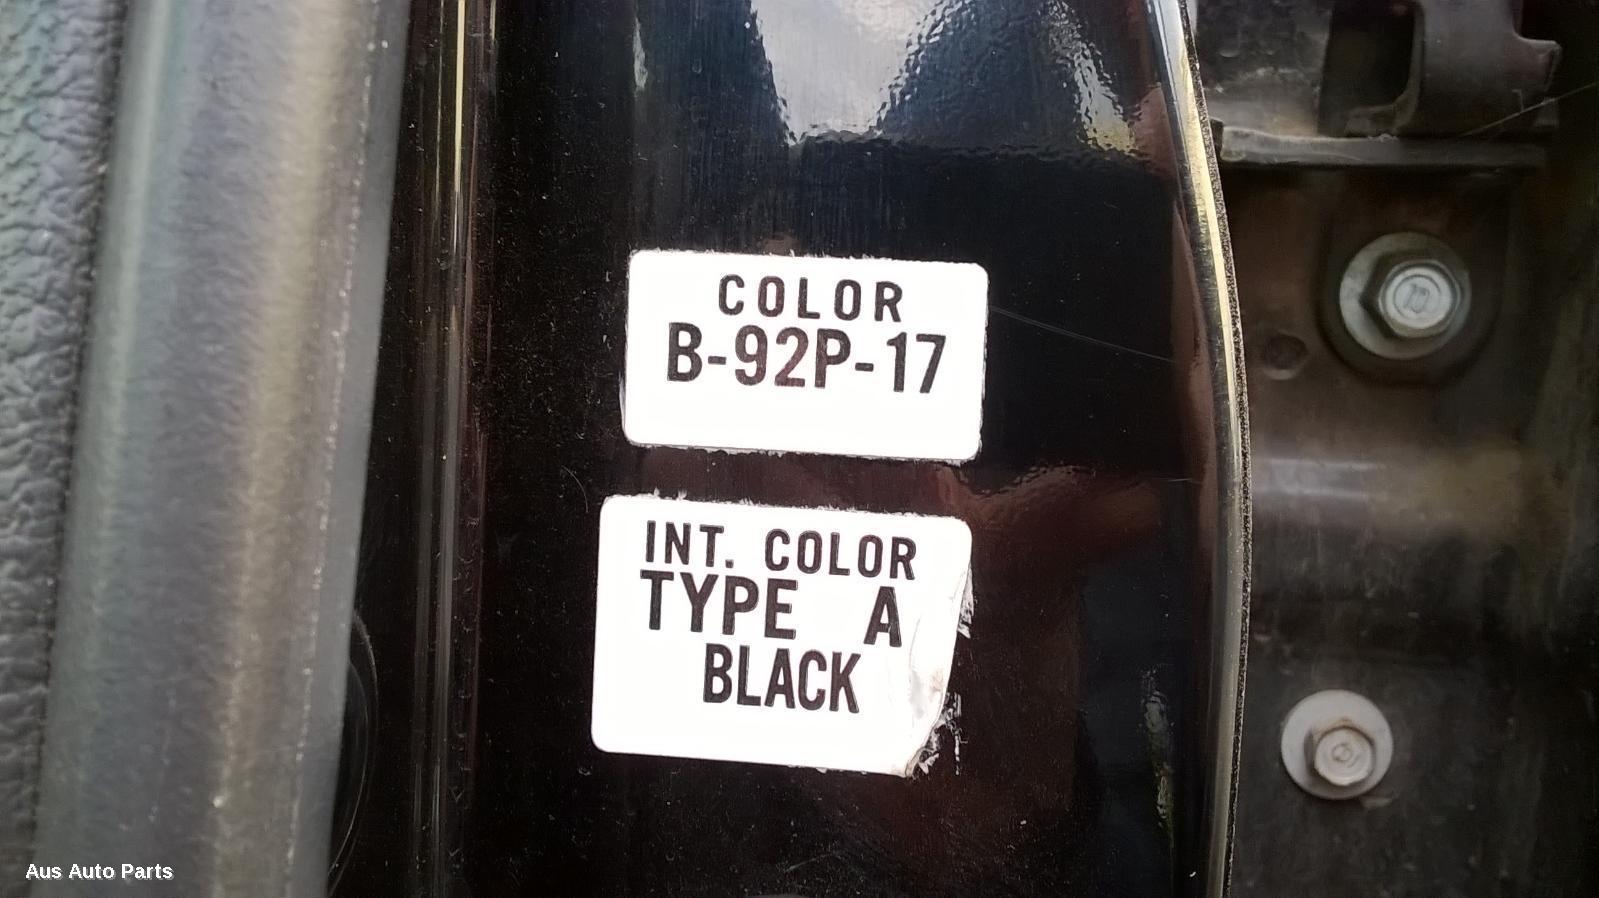 COLOR
B-92P-17
INT. COLOR
TYPE A
BLACK
Aus Auto Parts